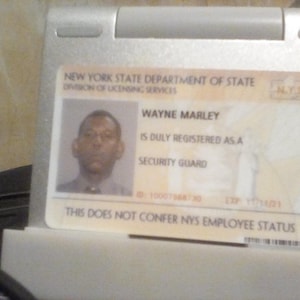 NEW YORK STATE DEPARTMENT OF STATE
DIVISION OF LICENSING SERVICES
WAYNE MARLEY
IS DULY REGISTERED AS A
SECURITY GUARD
THIS DOES NOT CONFER NYS EMPLOYEE STATUS